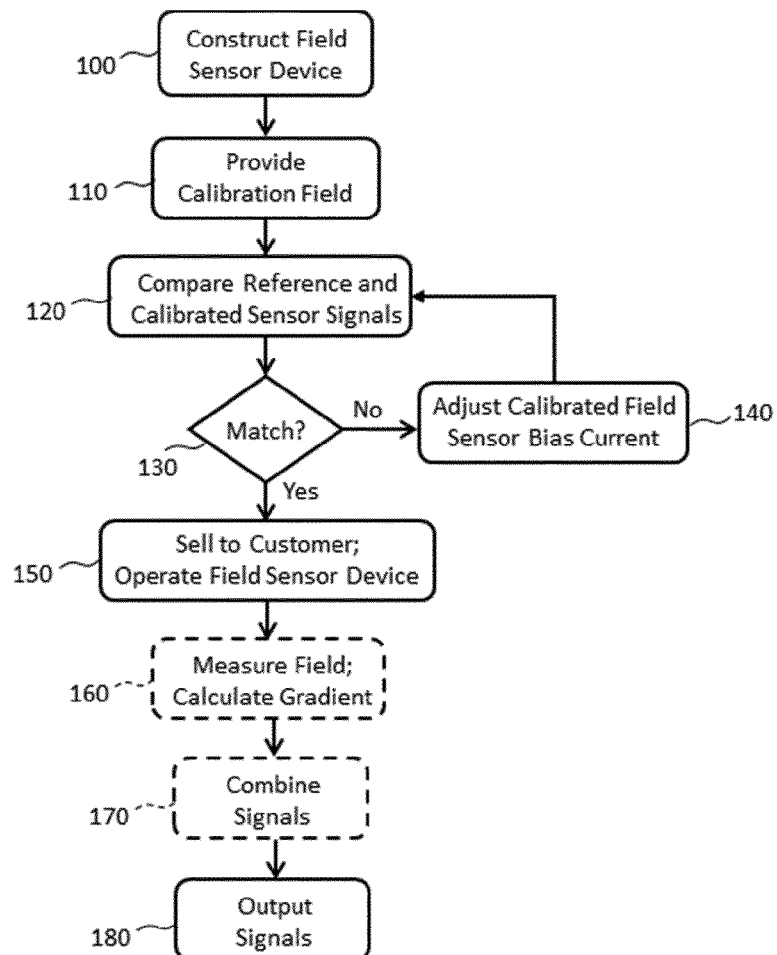 Construct Field
Sensor Device
100
Provide
Calibration Field
110
Compare Reference and
Calibrated Sensor Signals
120
Match?
130
No
Adjust Calibrated Field
Sensor Bias Current
140
Yes
Sell to Customer;
Operate Field Sensor Device
150
Measure Field;
Calculate Gradient
160
Combine
Signals
170
Output
Signals
180